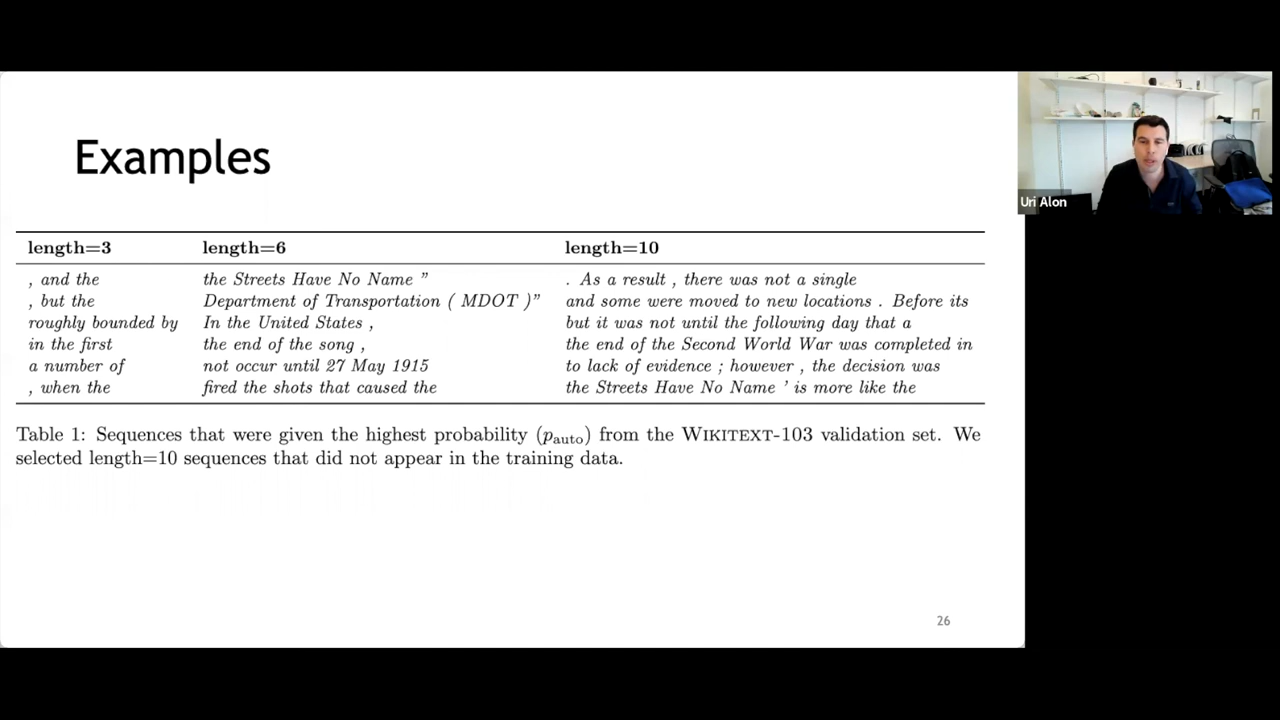 Examples
Uri Alon
length=3 length=6 length=10
, and the the Streets Have No Name ” . As a result , there was not a single
, but the Department of Transportation ( MDOT )” and some were moved to new locations . Before its
roughly bounded by In the United States , but it was not until the following day that a
in the first the end of the song , the end of the Second World War was completed in
a number of not occur until 27 May 1915 to lack of evidence ; however , the decision was
, when the fired the shots that caused the the Streets Have No Name ’ is more like the
Table 1: Sequences that were given the highest probability (pauto) from the WIKITEXT-103 validation set. We
selected length=10 sequences that did not appear in the training data.
26